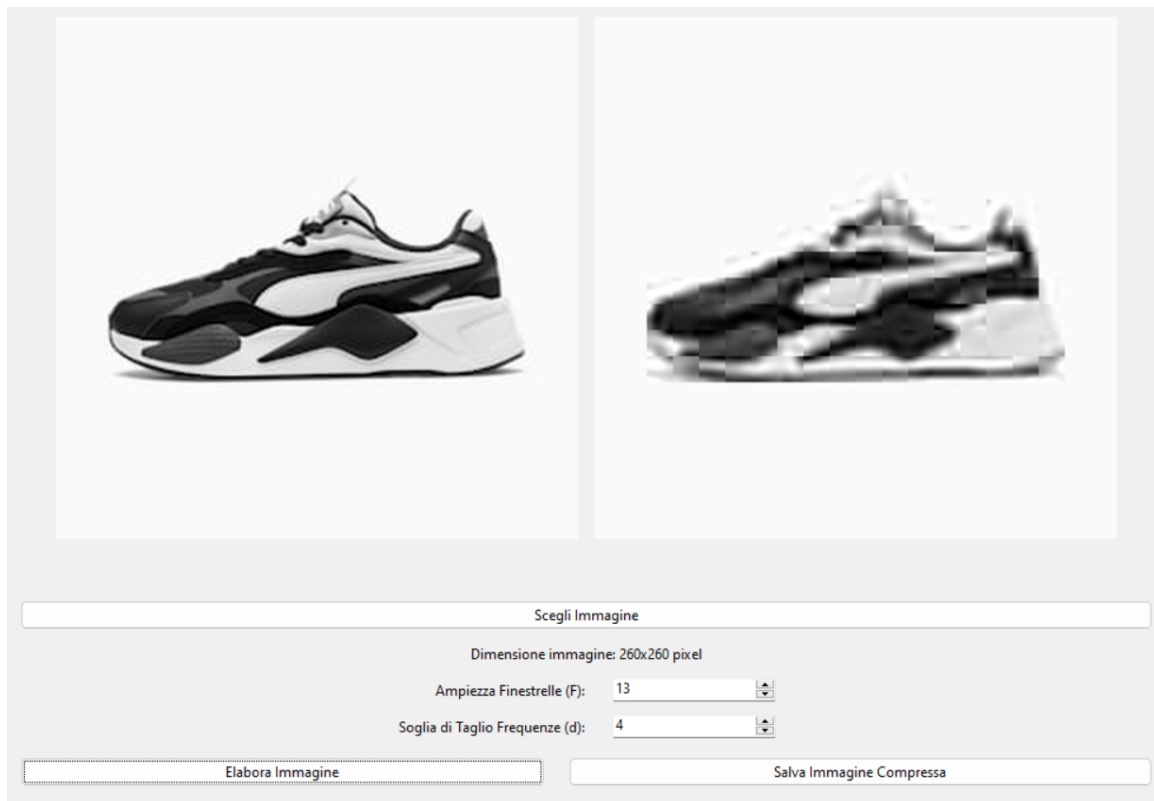 Scegli Immagine
Dimensione immagine: 260x260 pixel
Ampiezza Finestrelle (F): 13
Soglia di Taglio Frequenze (d): 4
Elabora Immagine
Salva Immagine Compressa